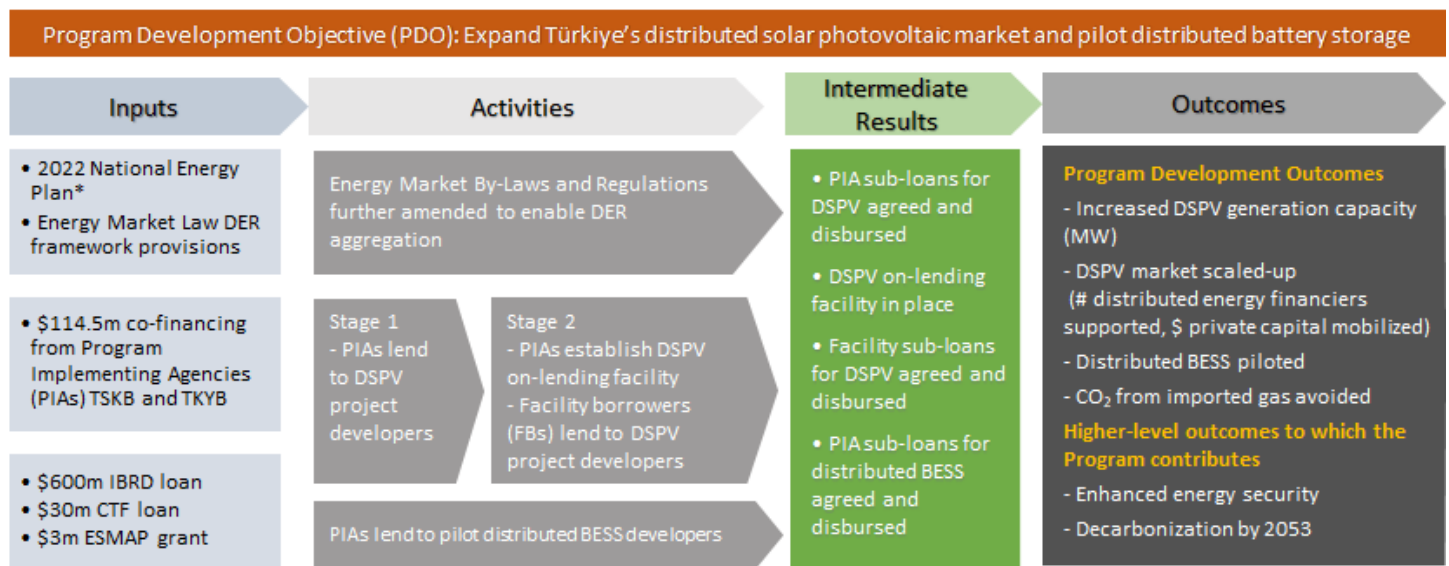 Program Development Objective (PDO): Expand Türkiye's distributed solar photovoltaic market and pilot distributed battery storage
Inputs
Activities
Intermediate
Results
Outcomes
• 2022 National Energy
Plan*
• Energy Market Law DER
framework provisions
• $114.5m co-financing
from Program
Implementing Agencies
(PIAs) TSKB and TKYB
• $600m IBRD loan
• $30m CTF loan
• $3m ESMAP grant
Energy Market By-Laws and Regulations
further amended to enable DER
aggregation
Stage 1
- PIAs lend
to DSPV
project
developers
Stage 2
- PIAs establish DSPV
on-lending facility
- Facility borrowers
(FBs) lend to DSPV
project developers
PIAs lend to pilot distributed BESS developers
• PIA sub-loans for
DSPV agreed and
disbursed
• DSPV on-lending
facility in place
• Facility sub-loans
for DSPV agreed and
disbursed
• PIA sub-loans for
distributed BESS
agreed and
disbursed
Program Development Outcomes
- Increased DSPV generation capacity
(MW)
- DSPV market scaled-up
(# distributed energy financiers
supported, $ private capital mobilized)
- Distributed BESS piloted
- CO₂ from imported gas avoided
Higher-level outcomes to which the
Program contributes
- Enhanced energy security
- Decarbonization by 2053